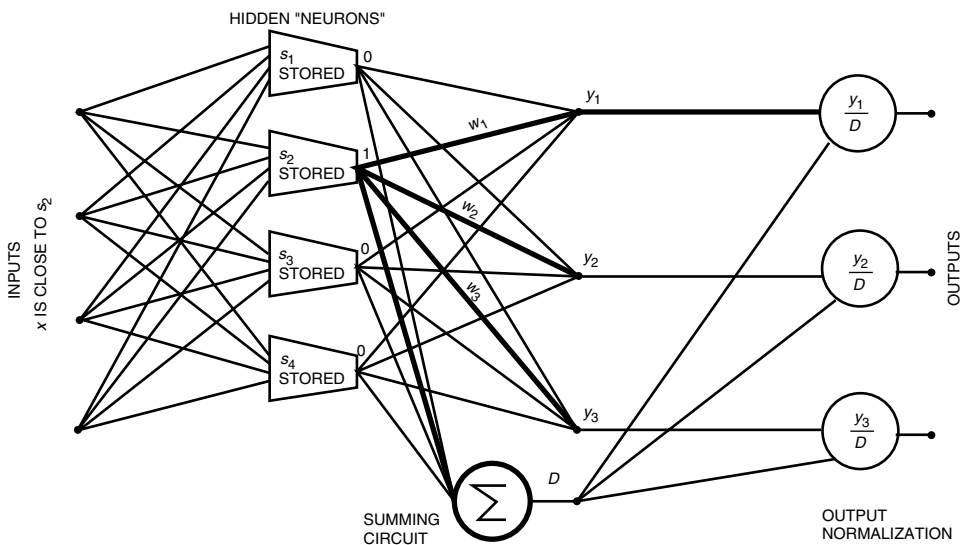 HIDDEN "NEURONS"
s1
STORED
0
s2
STORED
1
s3
STORED
0
s4
STORED
0
INPUTS
x IS CLOSE TO s2
w1
w2
w3
y1
y2
y3
D
Σ
SUMMING
CIRCUIT
y1
D
y2
D
y3
D
OUTPUTS
OUTPUT
NORMALIZATION